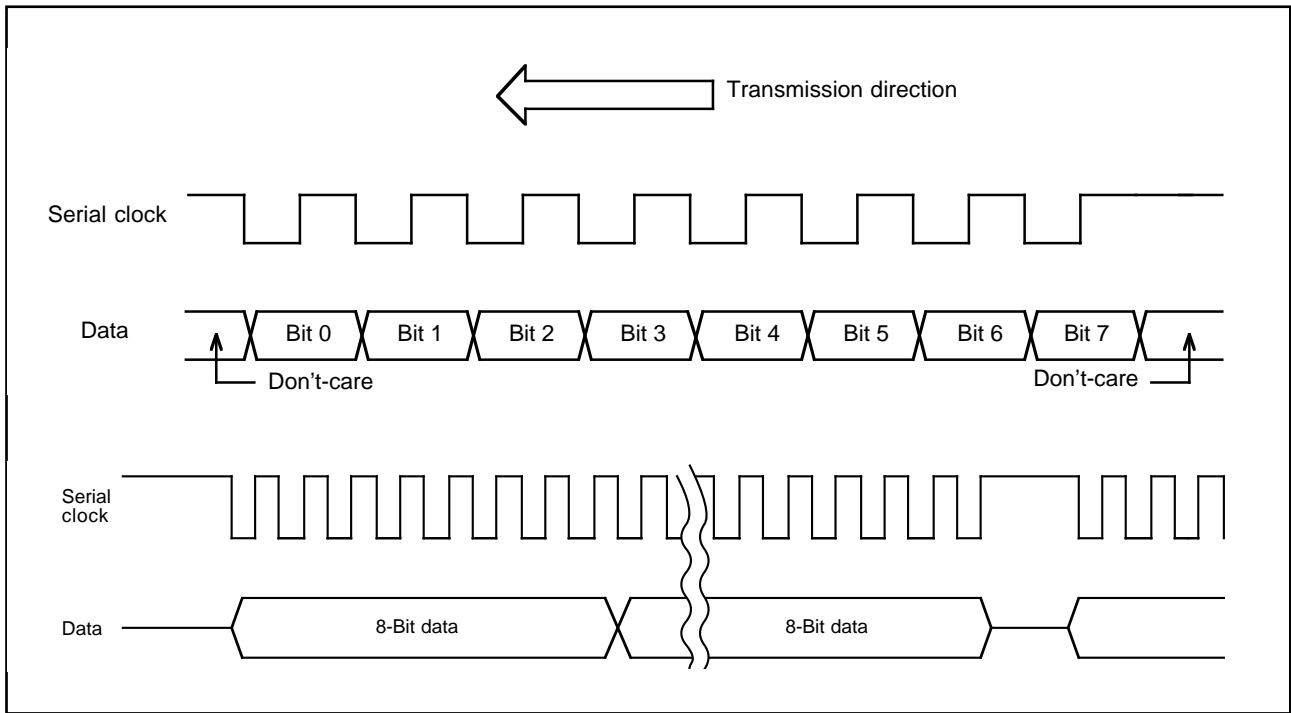 Transmission direction
Serial clock
Data
Bit 0 Bit 1 Bit 2 Bit 3 Bit 4 Bit 5 Bit 6 Bit 7
Don't-care Don't-care
Serial
clock
Data
8-Bit data 8-Bit data